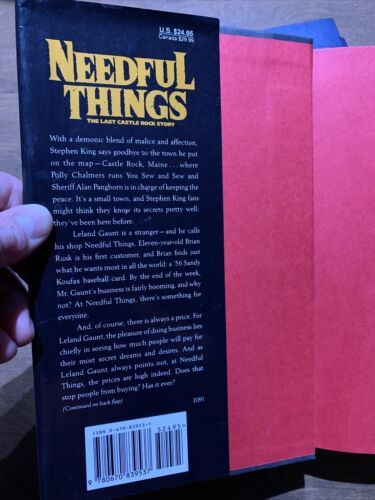 U.S. $24.95
Canada $29.99
NEEDFUL
THINGS
THE LAST CASTLE ROCK STORY
With a demonic blend of malice and affection,
Stephen King says goodbye to the town he put
on the map—Castle Rock, Maine . . . where
Polly Chalmers runs You Sew and Sew and
Sheriff Alan Pangborn is in charge of keeping the
peace. It's a small town, and Stephen King fans
might think they know its secrets pretty well:
they've been here before.
Leland Gaunt is a stranger—and he calls
his shop Needful Things. Eleven-year-old Brian
Rusk is his first customer, and Brian finds just
what he wants most in all the world: a '56 Sandy
Koufax baseball card. By the end of the week,
Mr. Gaunt's business is fairly booming, and why
not? At Needful Things, there's something for
everyone.
And, of course, there is always a price. For
Leland Gaunt, the pleasure of doing business lies
chiefly in seeing how much people will pay for
their most secret dreams and desires. And as
Leland Gaunt always points out, at Needful
Things, the prices are high indeed. Does that
stop people from buying? Has it ever?
(Continued on back flap)
1091
ISBN 0-670-83953-1
52495>
9 780670 839537